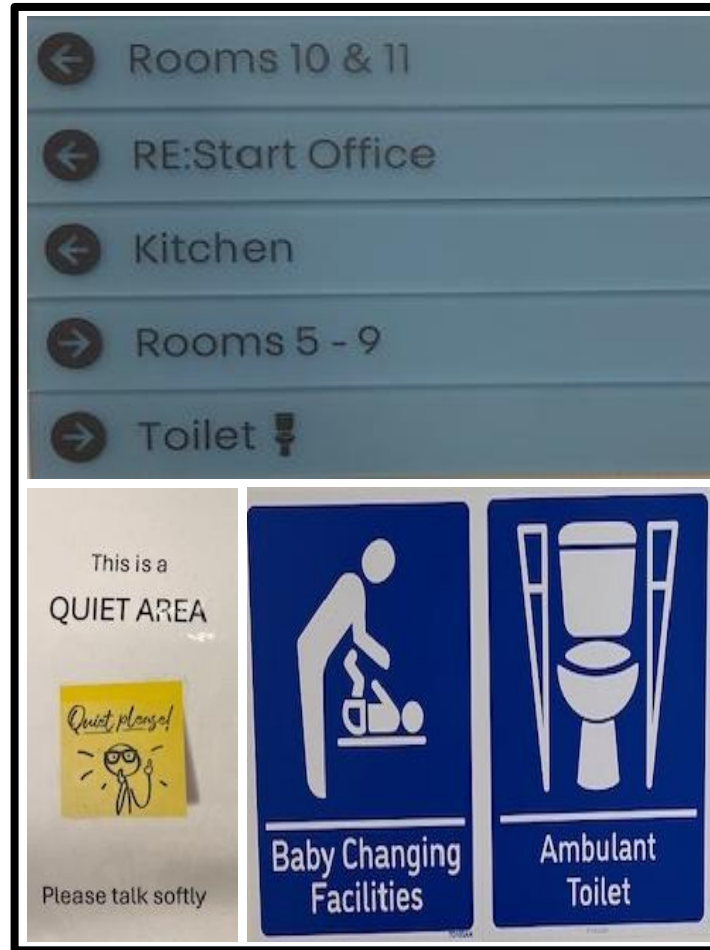 Rooms 10 & 11
RE:Start Office
Kitchen
Rooms 5 - 9
Toilet
This is a
QUIET AREA
Quiet please!
Please talk softly
Baby Changing
Facilities
Ambulant
Toilet